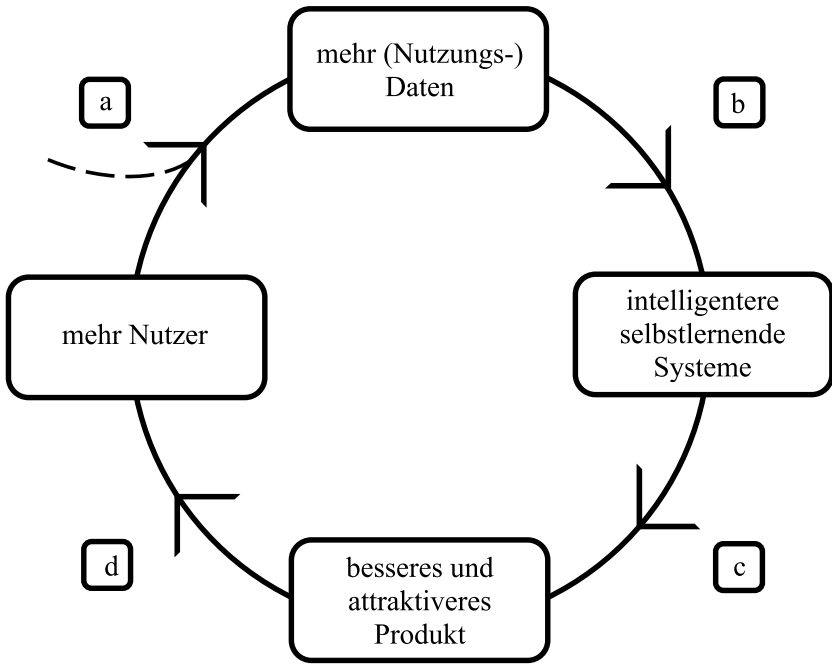 mehr (Nutzungs-)
Daten
a
b
mehr Nutzer
intelligentere
selbstlernende
Systeme
d
besseres und
attraktiveres
Produkt
c